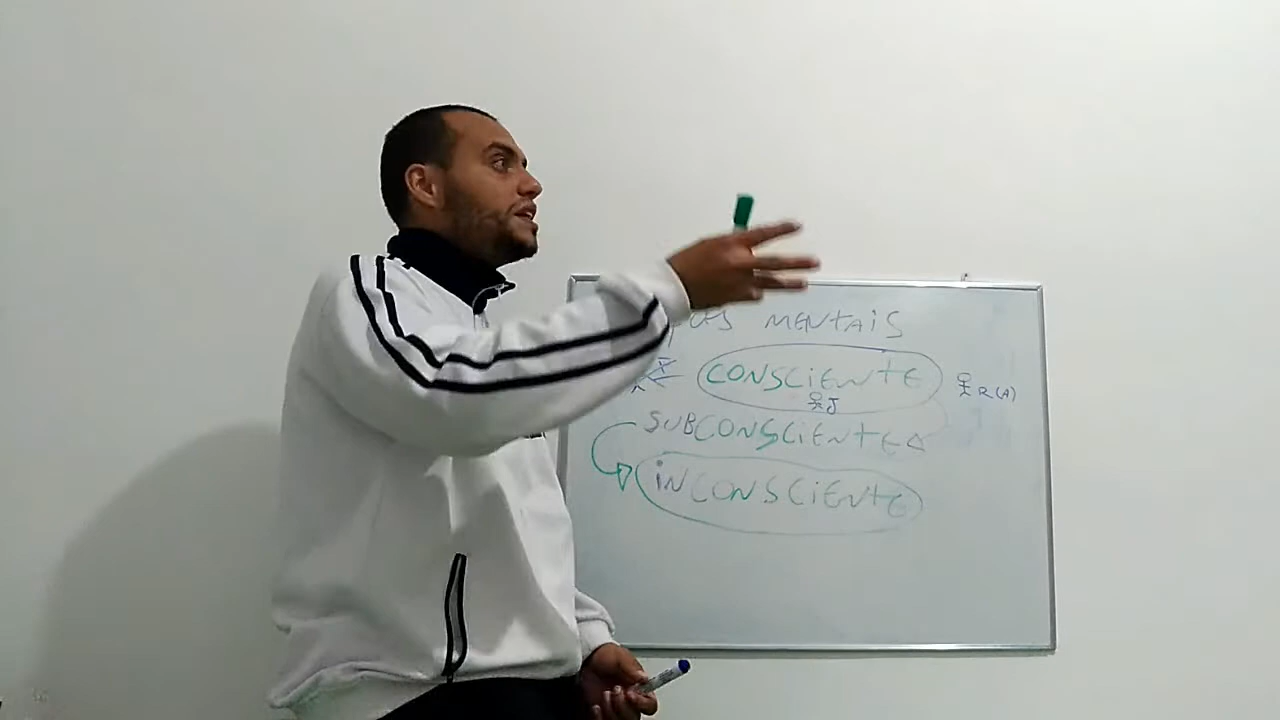 MENTAIS
CONSCIENTE
R(A)
J
SUBCONSCIENTE
iNCONSCiENTE